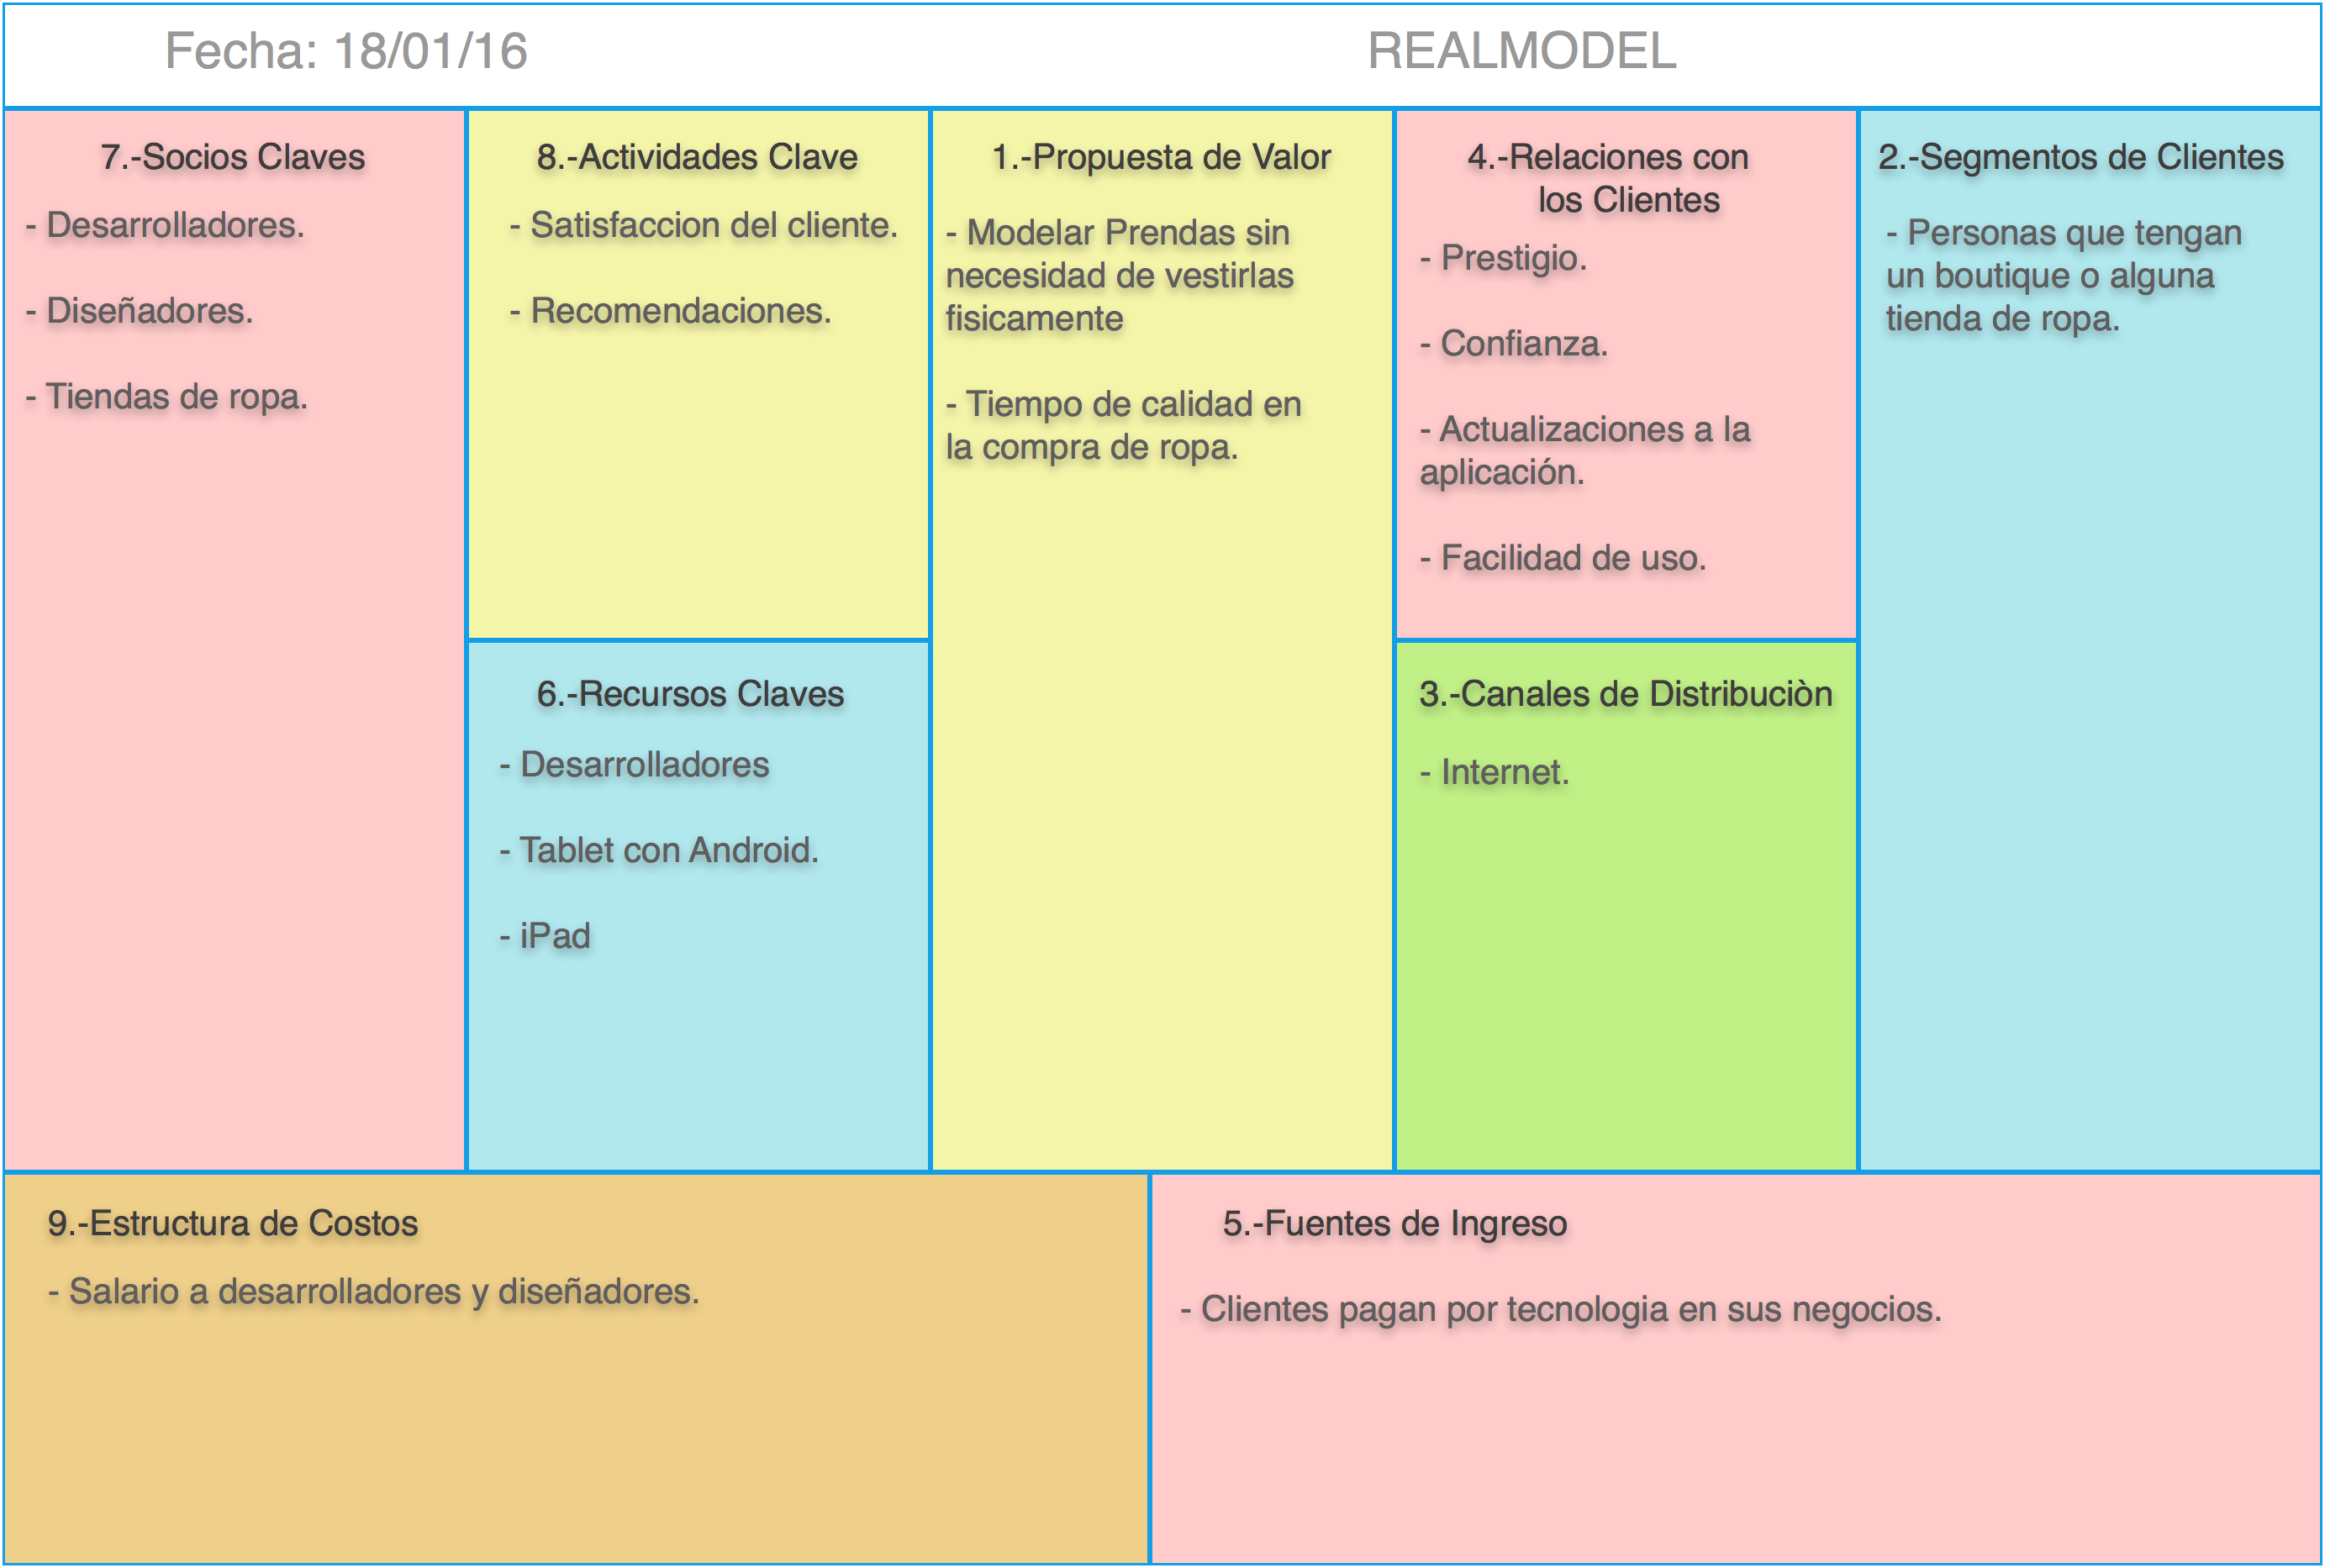 Fecha: 18/01/16
REALMODEL
7.-Socios Claves
- Desarrolladores.
- Diseñadores.
- Tiendas de ropa.
8.-Actividades Clave
- Satisfaccion del cliente.
- Recomendaciones.
6.-Recursos Claves
- Desarrolladores
- Tablet con Android.
- iPad
1.-Propuesta de Valor
- Modelar Prendas sin
necesidad de vestirlas
fisicamente
- Tiempo de calidad en
la compra de ropa.
4.-Relaciones con
los Clientes
- Prestigio.
- Confianza.
- Actualizaciones a la
aplicación.
- Facilidad de uso.
3.-Canales de Distribuciòn
- Internet.
2.-Segmentos de Clientes
- Personas que tengan
un boutique o alguna
tienda de ropa.
9.-Estructura de Costos
- Salario a desarrolladores y diseñadores.
5.-Fuentes de Ingreso
- Clientes pagan por tecnologia en sus negocios.